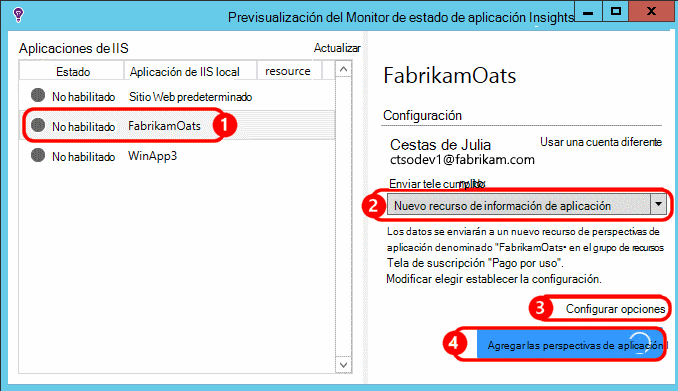 Previsualización del Monitor de estado de aplicación Insights
Aplicaciones de IIS
Actualizar
Estado
Aplicación de IIS local
resource
No habilitado
Sitio Web predeterminado
No habilitado
FabrikamOats
1
No habilitado
WinApp3
FabrikamOats
Configuración
Cestas de Julia
Usar una cuenta diferente
ctsodev1@fabrikam.com
Enviar tele
2
Nuevo recurso de información de aplicación
Los datos se enviarán a un nuevo recurso de perspectivas de
aplicación denominado "FabrikamOats" en el grupo de recursos
Tela de suscripción "Pago por uso".
Modificar elegir establecer la configuración.
3
Configurar opciones
4
Agregar las perspectivas de aplicación